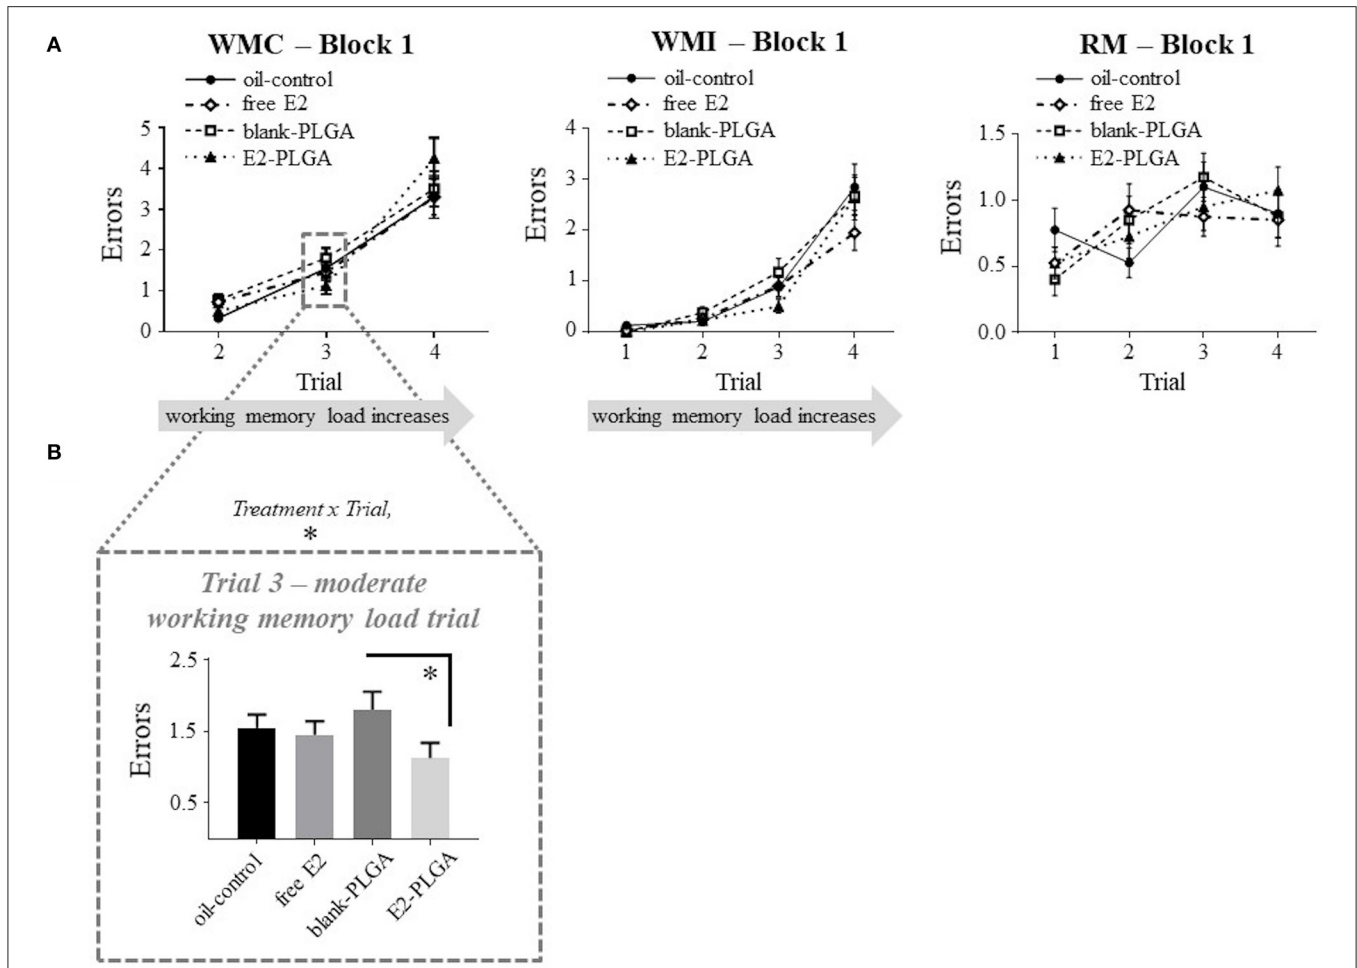 A
WMC – Block 1
oil-control
free E2
blank-PLGA
E2-PLGA
5
4
3
2
1
0
Errors
2 3 4
Trial
working memory load increases
WMI – Block 1
oil-control
free E2
blank-PLGA
E2-PLGA
4
3
2
1
0
Errors
1 2 3 4
Trial
working memory load increases
RM – Block 1
oil-control
free E2
blank-PLGA
E2-PLGA
1.5
1.0
0.5
0.0
Errors
1 2 3 4
Trial
B
Treatment x Trial,
*
Trial 3 – moderate
working memory load trial
2.5
1.5
0.5
Errors
*
oil-control
free E2
blank-PLGA
E2-PLGA